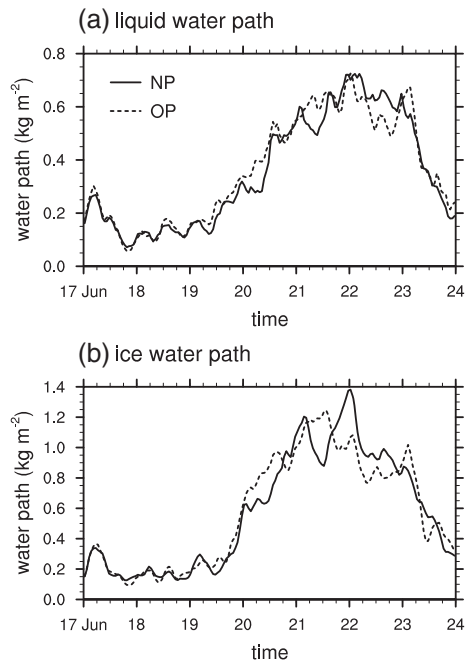 (a) liquid water path
water path (kg m-2)
0.8
0.6
0.4
0.2
0.0
NP
OP
17 Jun 18 19 20 21 22 23 24
time
(b) ice water path
water path (kg m-2)
1.4
1.2
1.0
0.8
0.6
0.4
0.2
0.0
17 Jun 18 19 20 21 22 23 24
time